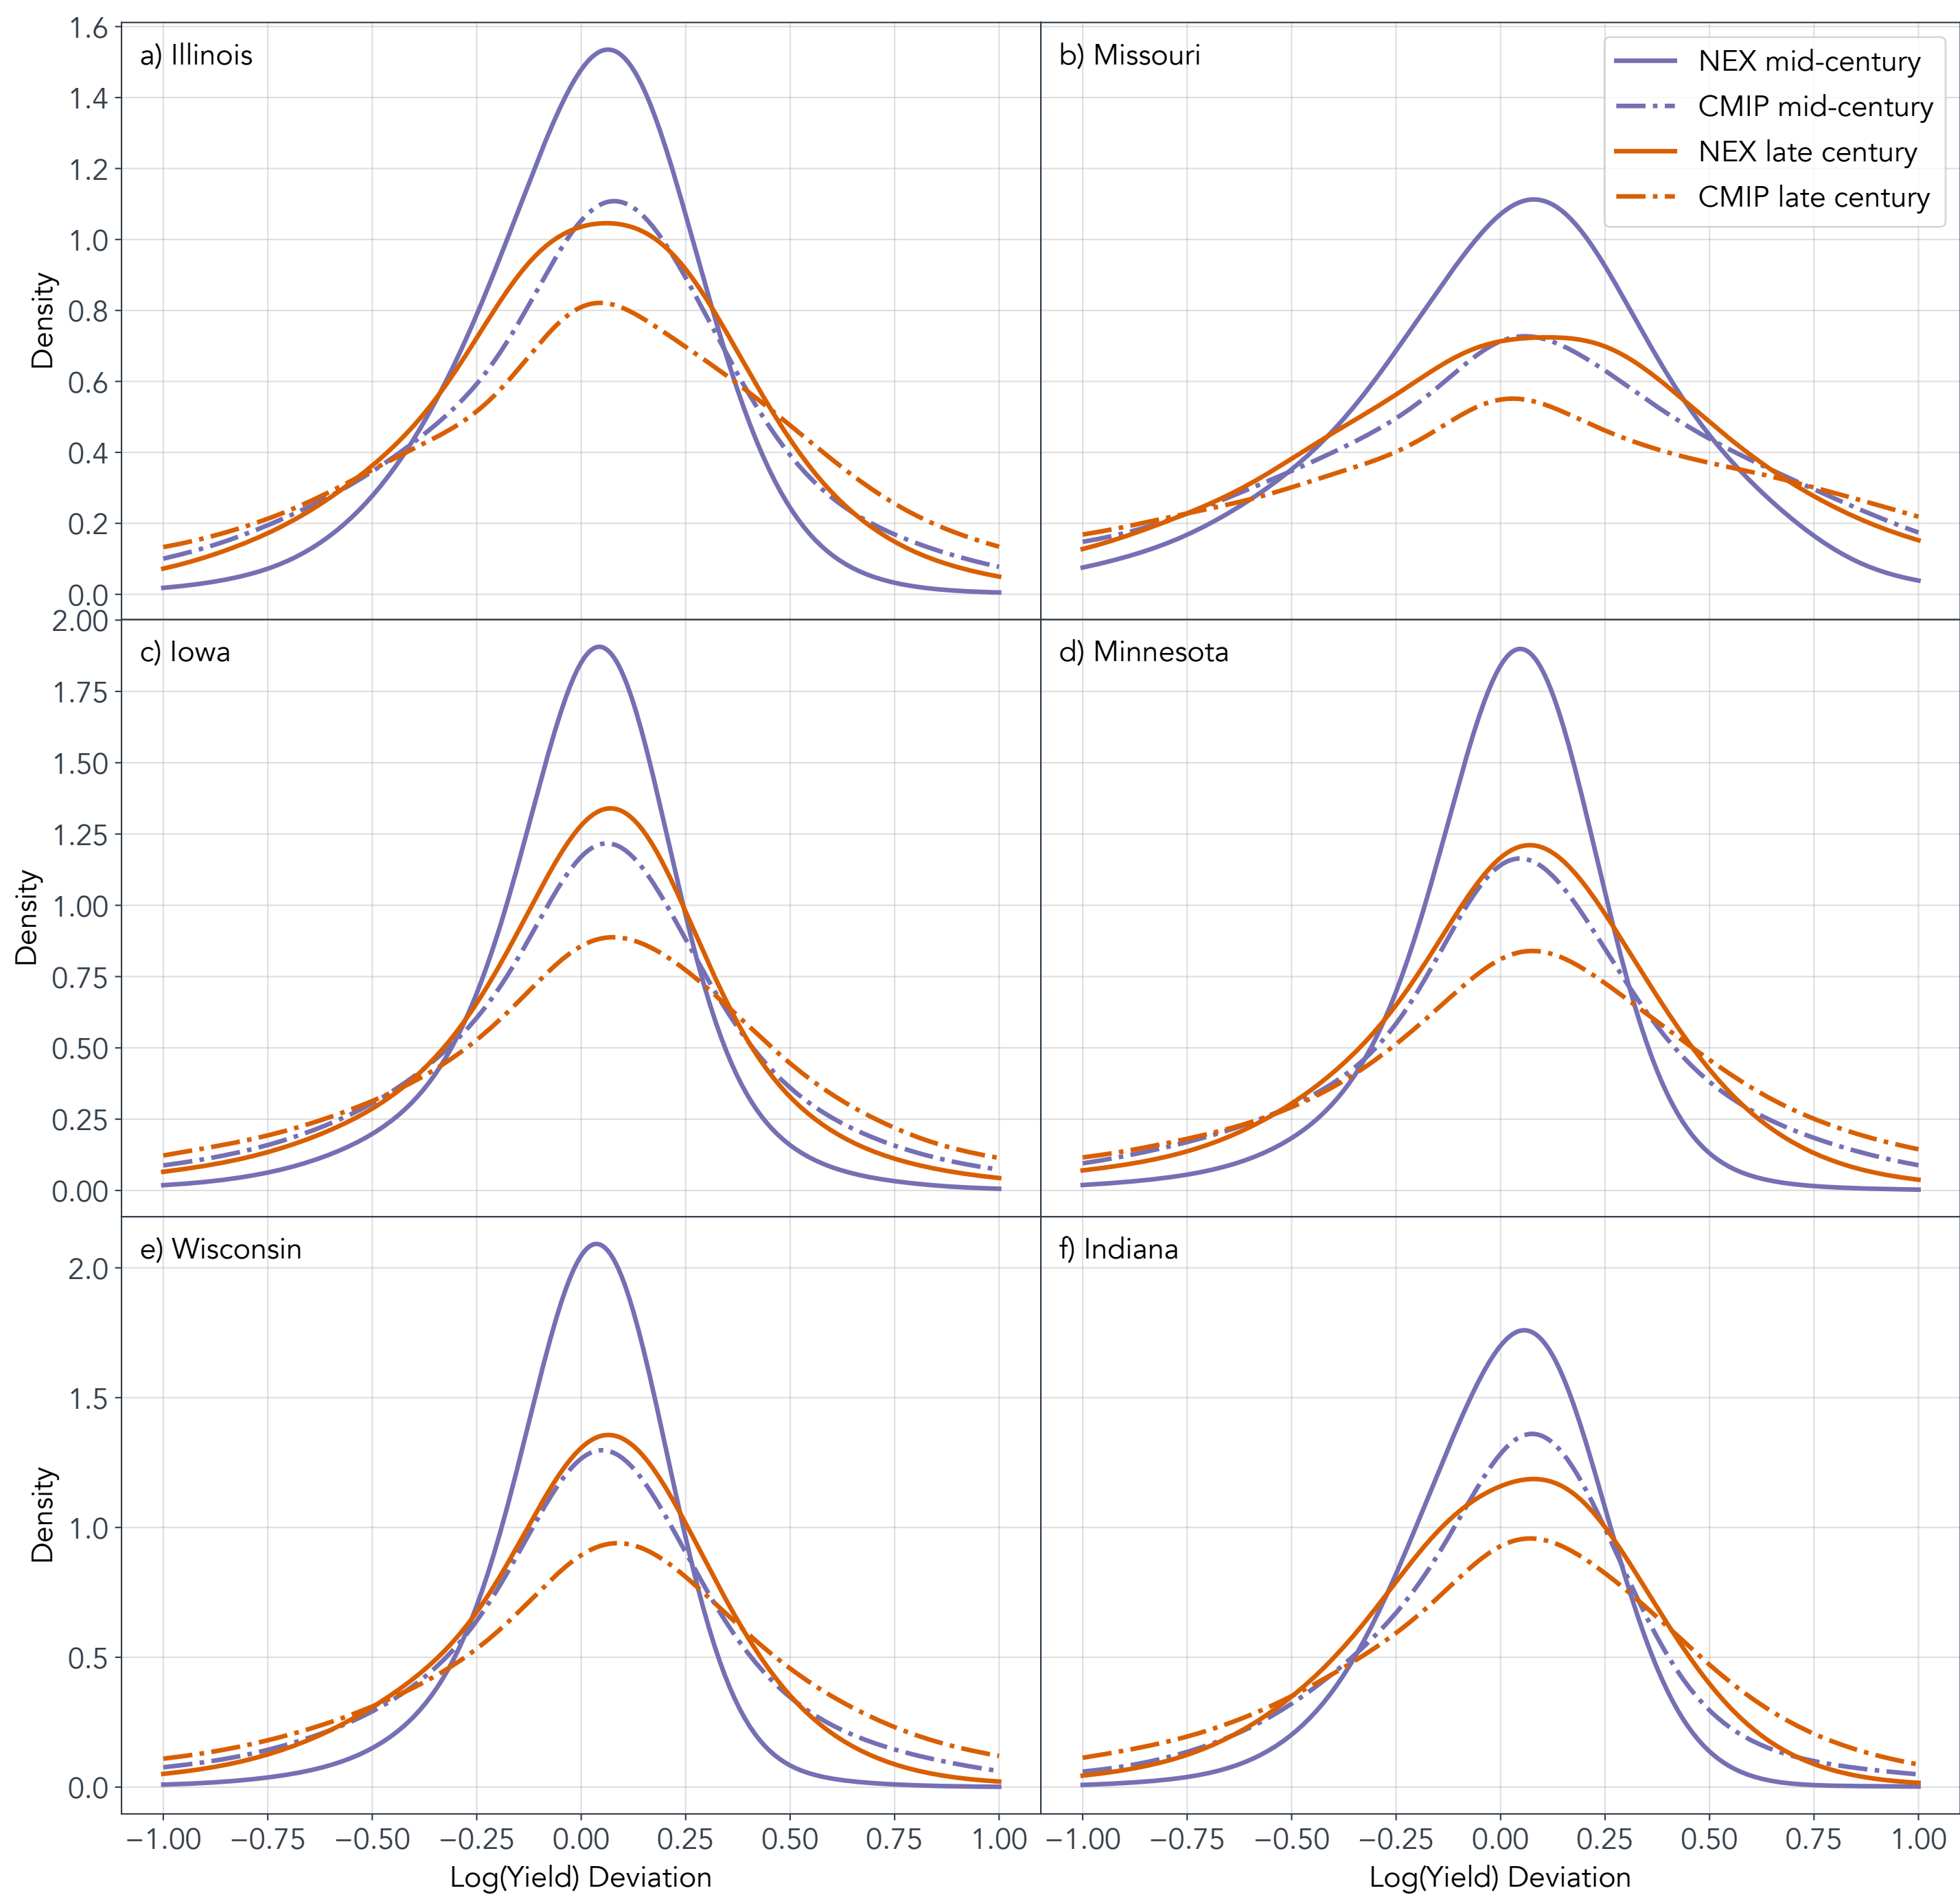 a) Illinois
b) Missouri
NEX mid-century
CMIP mid-century
NEX late century
CMIP late century
1.6
1.4
1.2
1.0
0.8
0.6
0.4
0.2
0.0
Density
c) Iowa
d) Minnesota
2.00
1.75
1.50
1.25
1.00
0.75
0.50
0.25
0.00
Density
e) Wisconsin
f) Indiana
2.0
1.5
1.0
0.5
0.0
Density
−1.00 −0.75 −0.50 −0.25 0.00 0.25 0.50 0.75 1.00
−1.00 −0.75 −0.50 −0.25 0.00 0.25 0.50 0.75 1.00
Log(Yield) Deviation
Log(Yield) Deviation